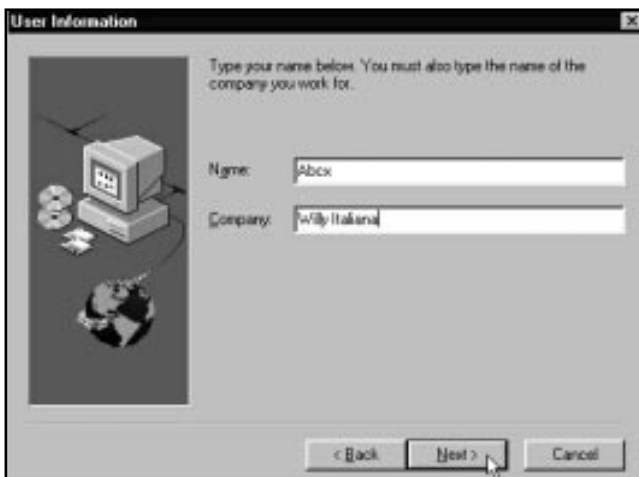 User Information
Type your name below. You must also type the name of the
company you work for.
Name: Abcx
Company: Willy Italiana
< Back Next > Cancel